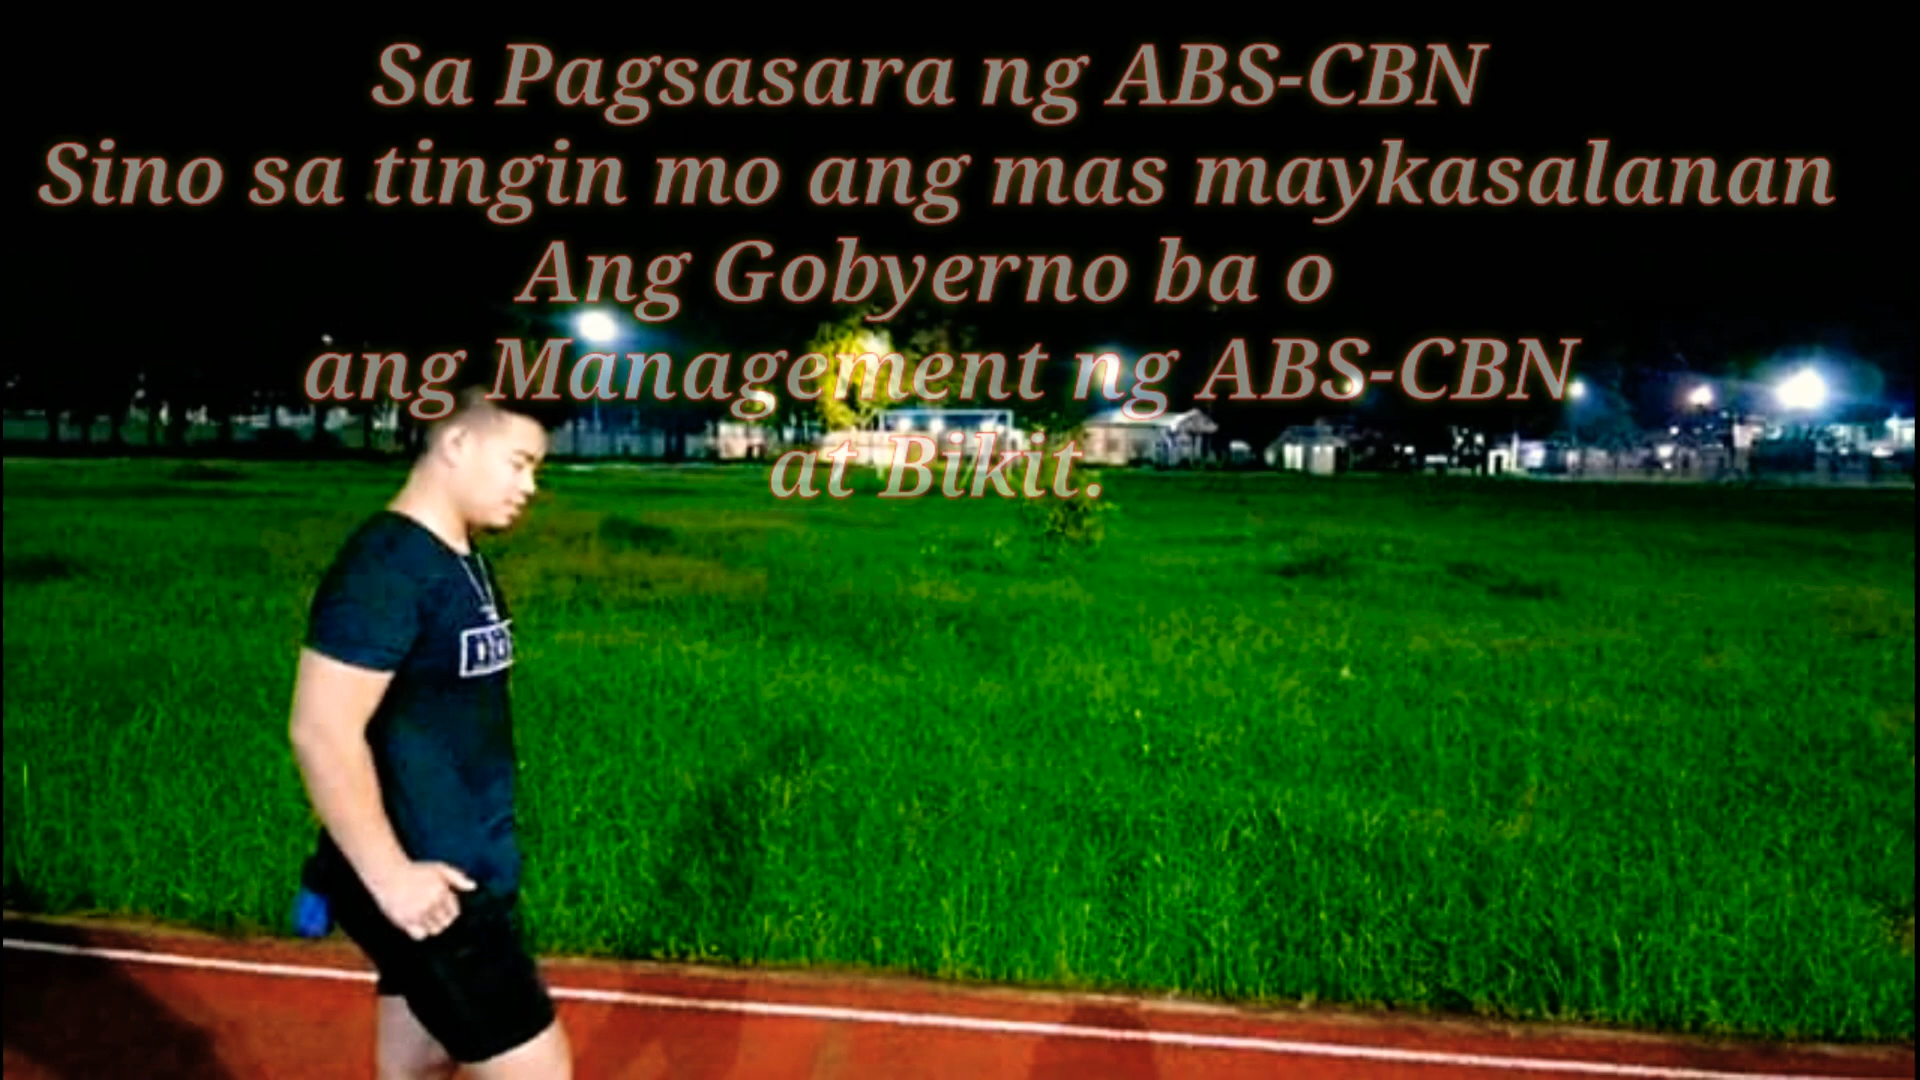 Sa Pagsasara ng ABS-CBN
Sino sa tingin mo ang mas maykasalanan
Ang Gobyerno ba o
ang Management ng ABS-CBN
at Bikit.